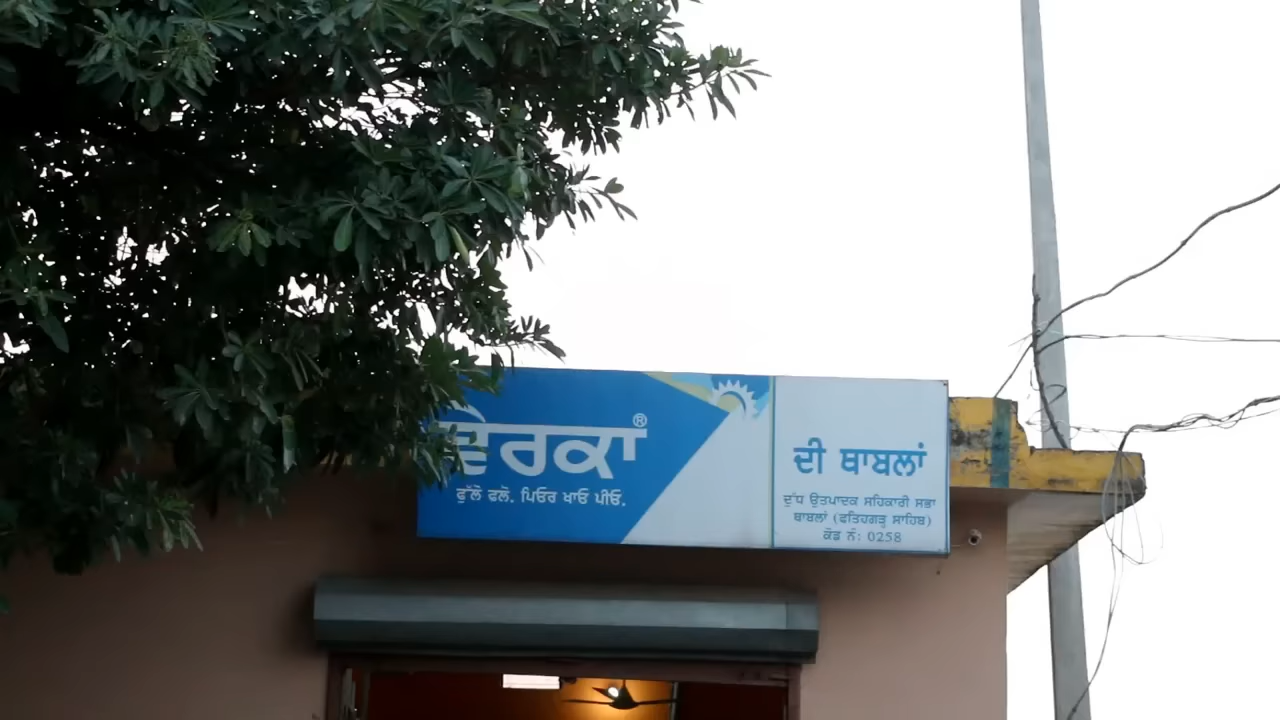 ਵੇਰਕਾ®
ਫੁੱਲੋ ਫਲੋ. ਪਿਓਰ ਖਾਓ ਪੀਓ.
ਦੀ ਥਾਬਲਾਂ
ਦੁੱਧ ਉਤਪਾਦਕ ਸਹਿਕਾਰੀ ਸਭਾ
ਥਾਬਲਾਂ (ਫਤਿਹਗੜ੍ਹ ਸਾਹਿਬ)
ਕੋਡ ਨੰ: 0258